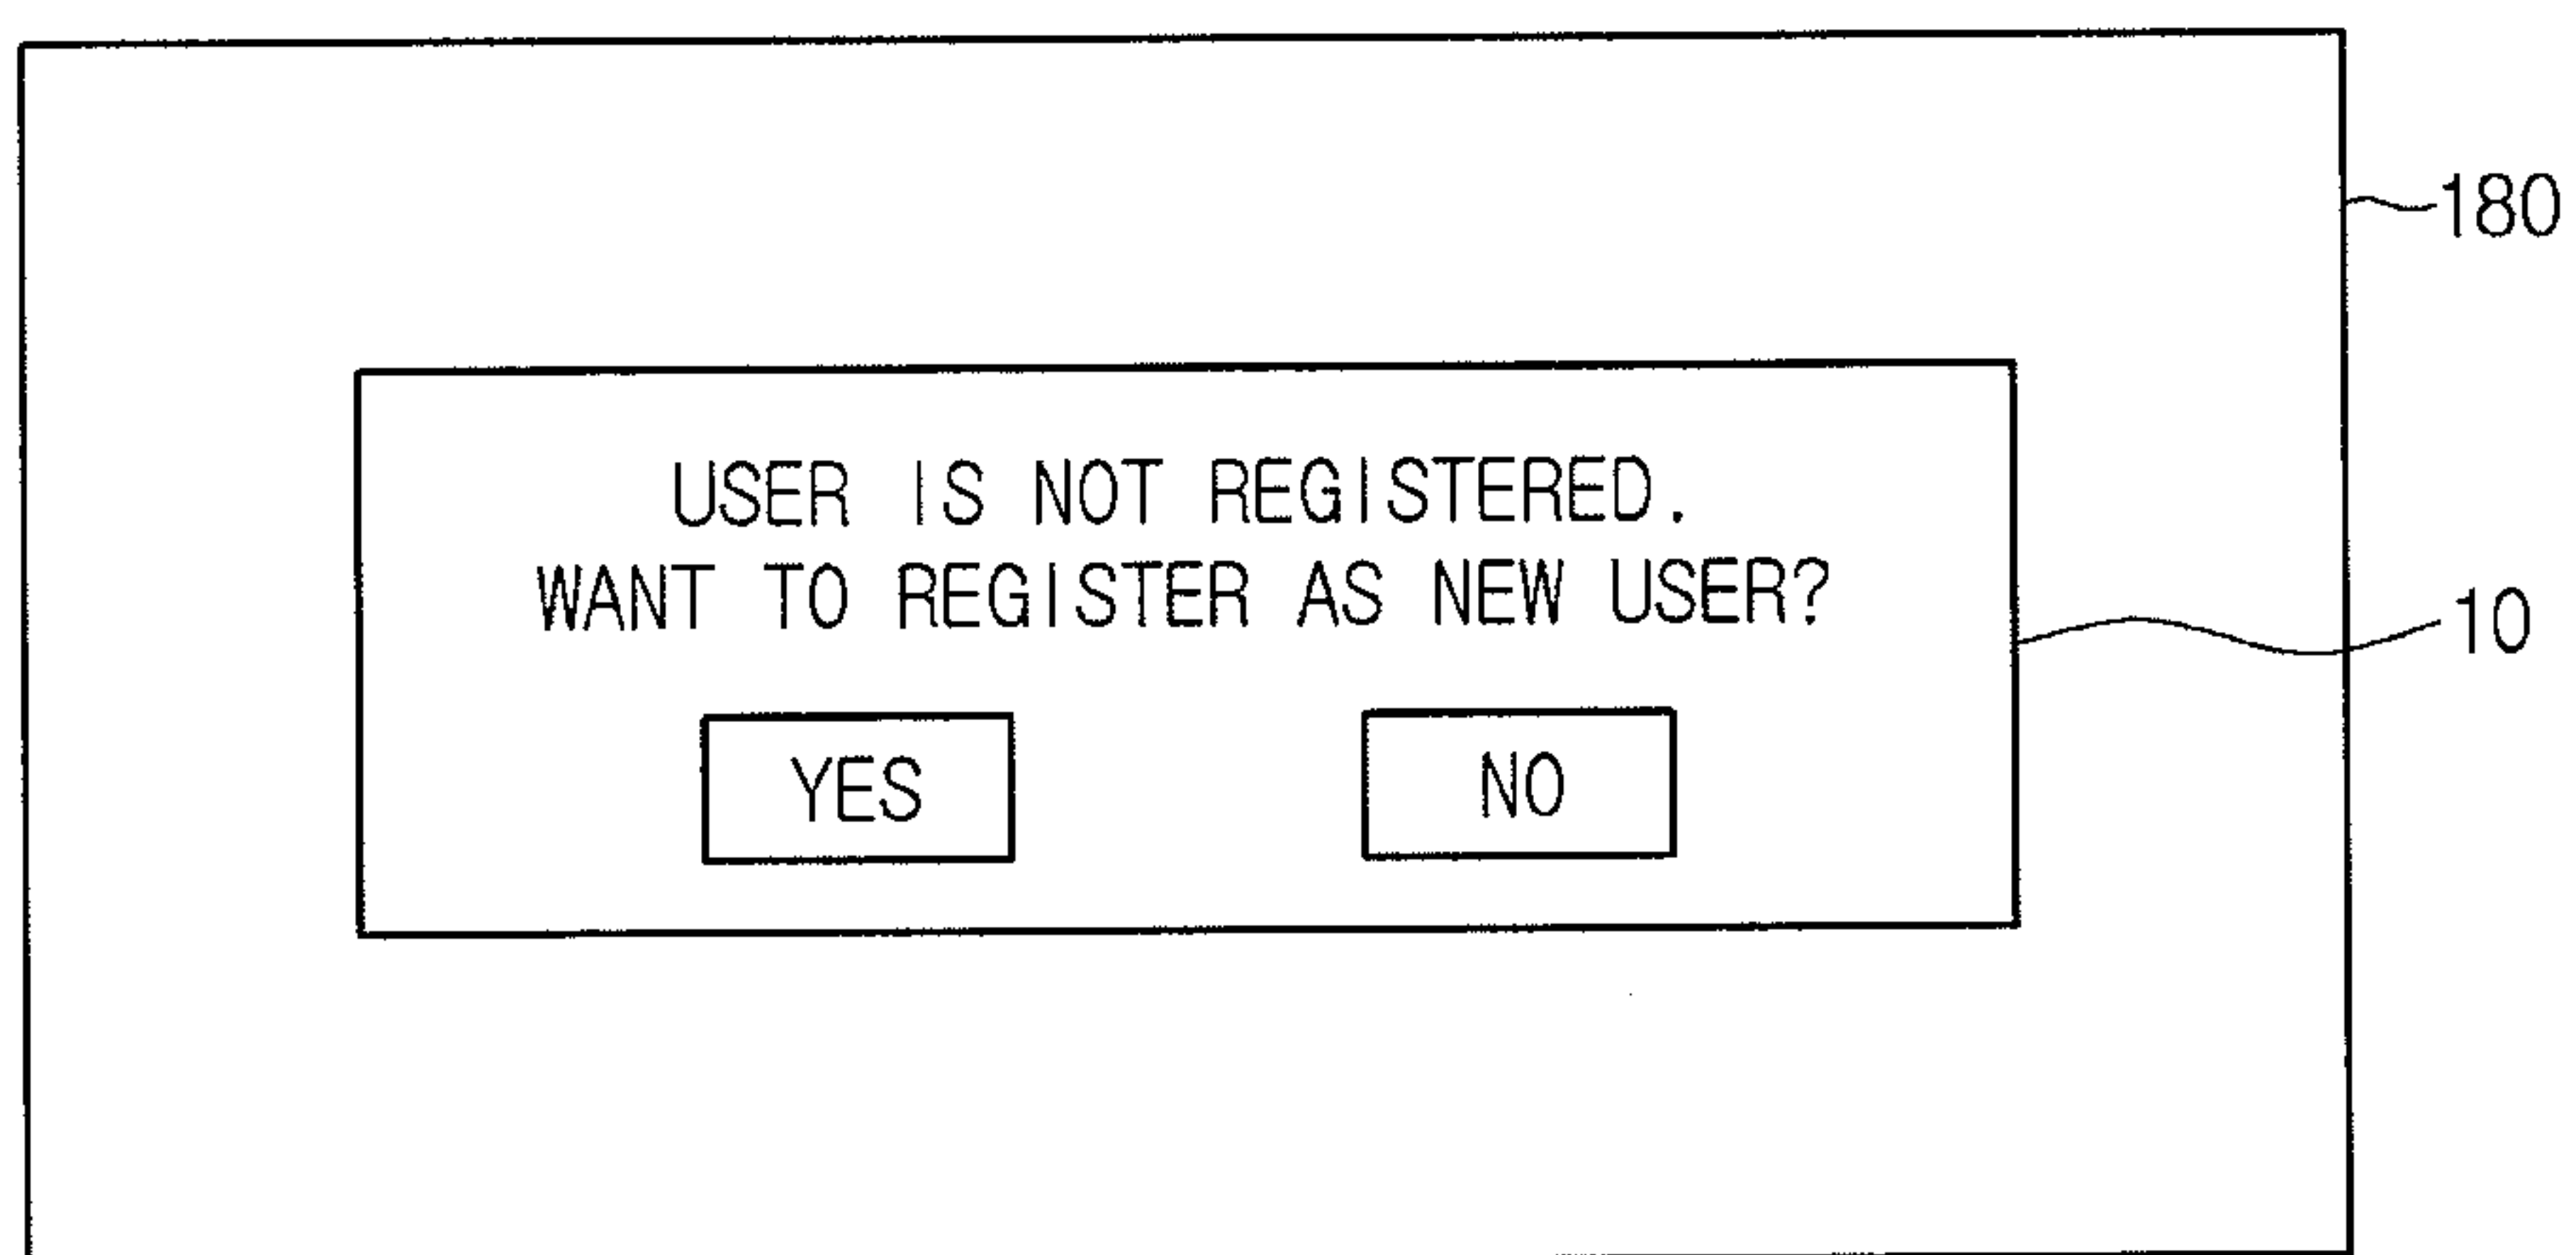 180
USER IS NOT REGISTERED.
WANT TO REGISTER AS NEW USER?
10
YES NO